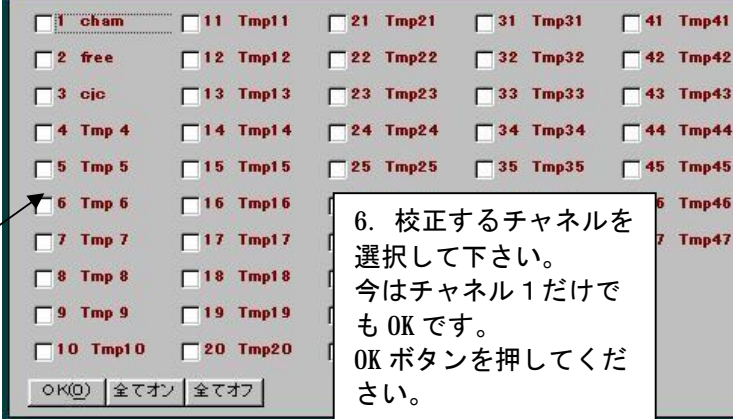 1 cham 11 Tmp11 21 Tmp21 31 Tmp31 41 Tmp41
2 free 12 Tmp12 22 Tmp22 32 Tmp32 42 Tmp42
3 cjc 13 Tmp13 23 Tmp23 33 Tmp33 43 Tmp43
4 Tmp 4 14 Tmp14 24 Tmp24 34 Tmp34 44 Tmp44
5 Tmp 5 15 Tmp15 25 Tmp25 35 Tmp35 45 Tmp45
6 Tmp 6 16 Tmp16 6 Tmp46
7 Tmp 7 17 Tmp17 7 Tmp47
8 Tmp 8 18 Tmp18
9 Tmp 9 19 Tmp19
10 Tmp10 20 Tmp20
OK(O) 全てオン 全てオフ
6. 校正するチャネルを
選択して下さい。
今はチャネル１だけで
も OK です。
OK ボタンを押してくだ
さい。